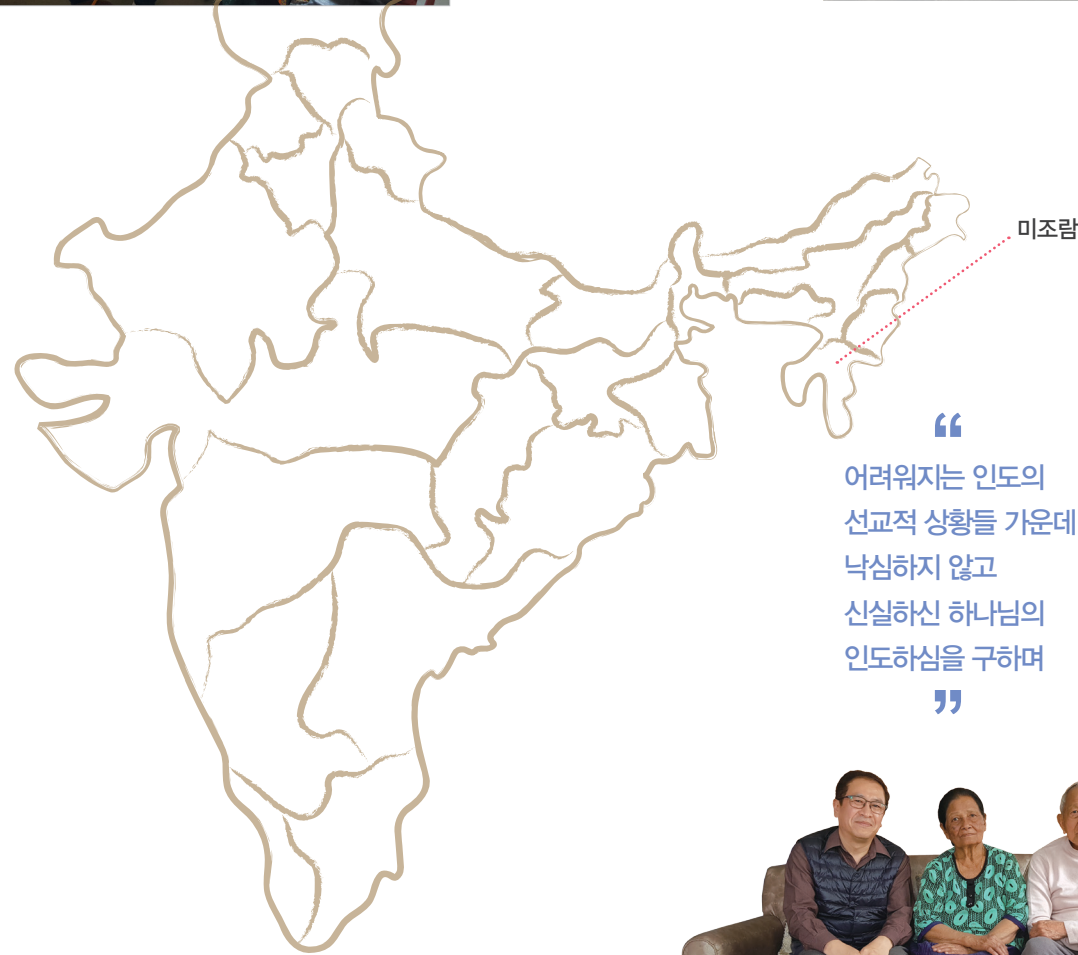 미조람
“
어려워지는 인도의
선교적 상황들 가운데
낙심하지 않고
신실하신 하나님의
인도하심을 구하며
”